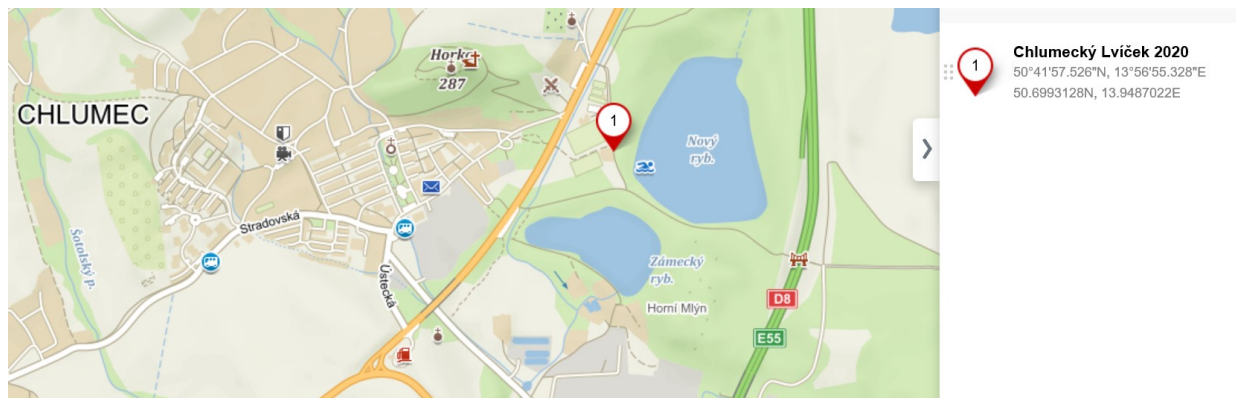 Horka
287
CHLUMEC
1
Nový
ryb.
Stradovská
Šotolský p.
Ústecká
Zámecký
ryb.
Horní Mlýn
D8
E55
1
Chlumecký Lvíček 2020
50°41'57.526"N, 13°56'55.328"E
50.6993128N, 13.9487022E